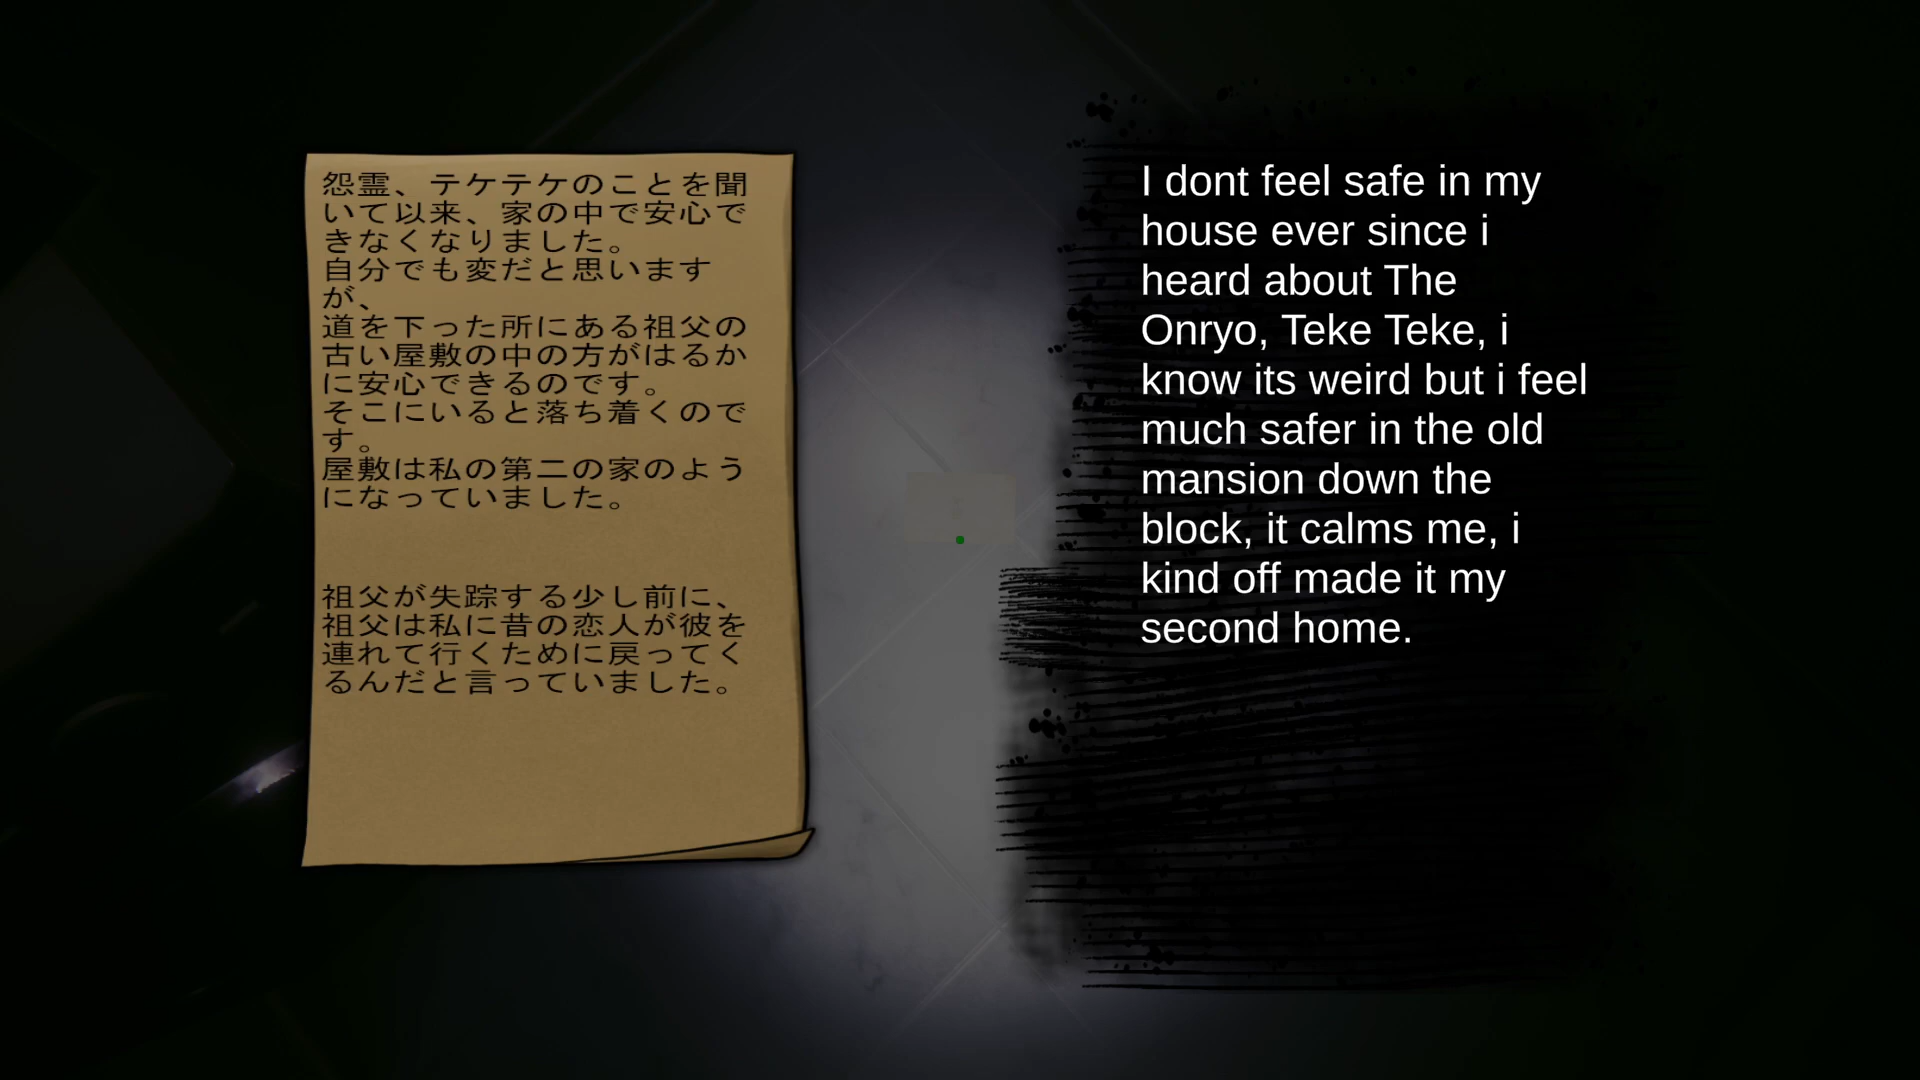 怨霊、テケテケのことを聞
いて以来、家の中で安心で
きなくなりました。
自分でも変だと思います
が、
道を下った所にある祖父の
古い屋敷の中の方がはるか
に安心できるのです。
そこにいると落ち着くので
す。
屋敷は私の第二の家のよう
になっていました。
祖父が失踪する少し前に、
祖父は私に昔の恋人が彼を
連れて行くために戻ってく
るんだと言っていました。
I dont feel safe in my
house ever since i
heard about The
Onryo, Teke Teke, i
know its weird but i feel
much safer in the old
mansion down the
block, it calms me, i
kind off made it my
second home.